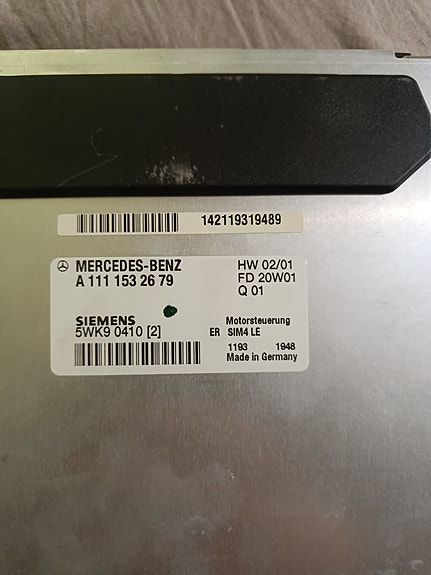 142119319489
MERCEDES-BENZ HW 02/01
A 111 153 26 79 FD 20W01
Q 01
SIEMENS Motorsteuerung
5WK9 0410 [2] ER SIM4 LE
1193 1948
Made in Germany